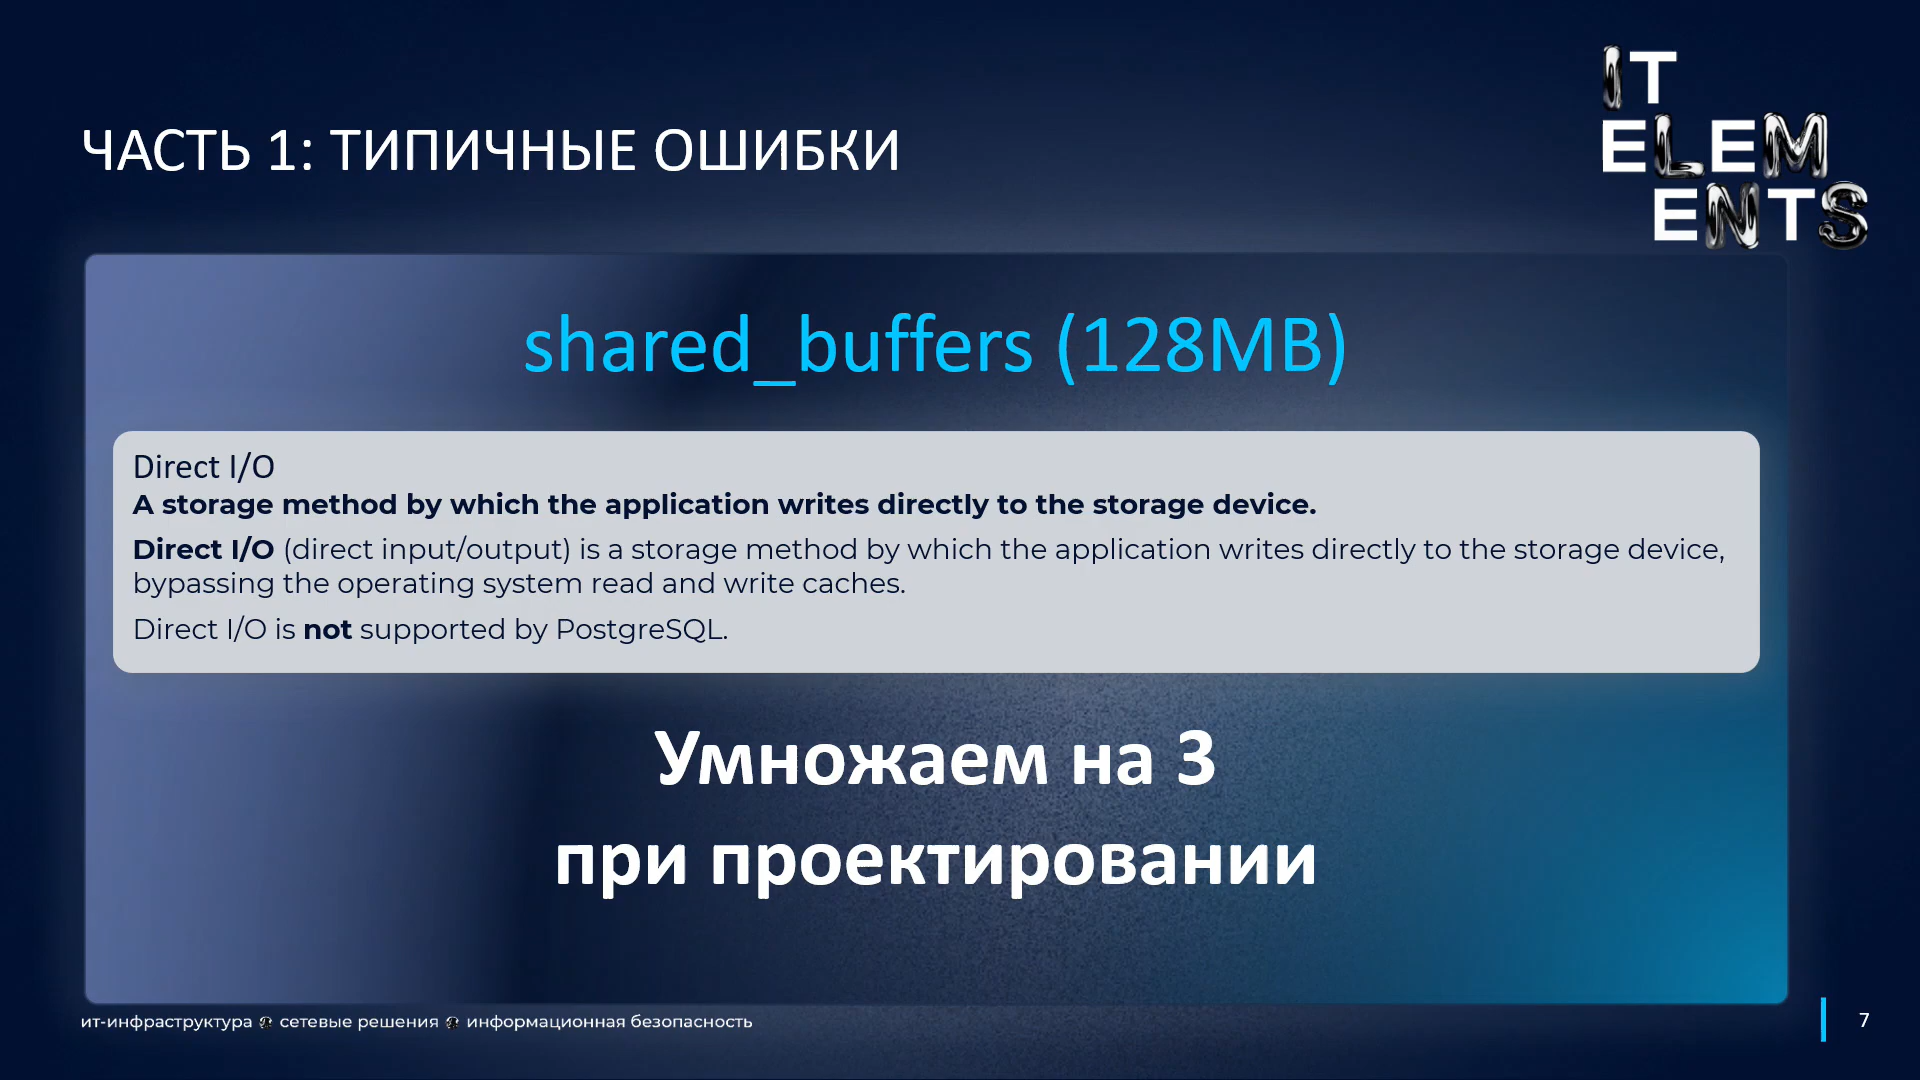 IT
ELEM
ENTS
ЧАСТЬ 1: ТИПИЧНЫЕ ОШИБКИ
shared_buffers (128MB)
Direct I/O
A storage method by which the application writes directly to the storage device.
Direct I/O (direct input/output) is a storage method by which the application writes directly to the storage device,
bypassing the operating system read and write caches.
Direct I/O is not supported by PostgreSQL.
Умножаем на 3
при проектировании
ит-инфраструктура сетевые решения информационная безопасность
7